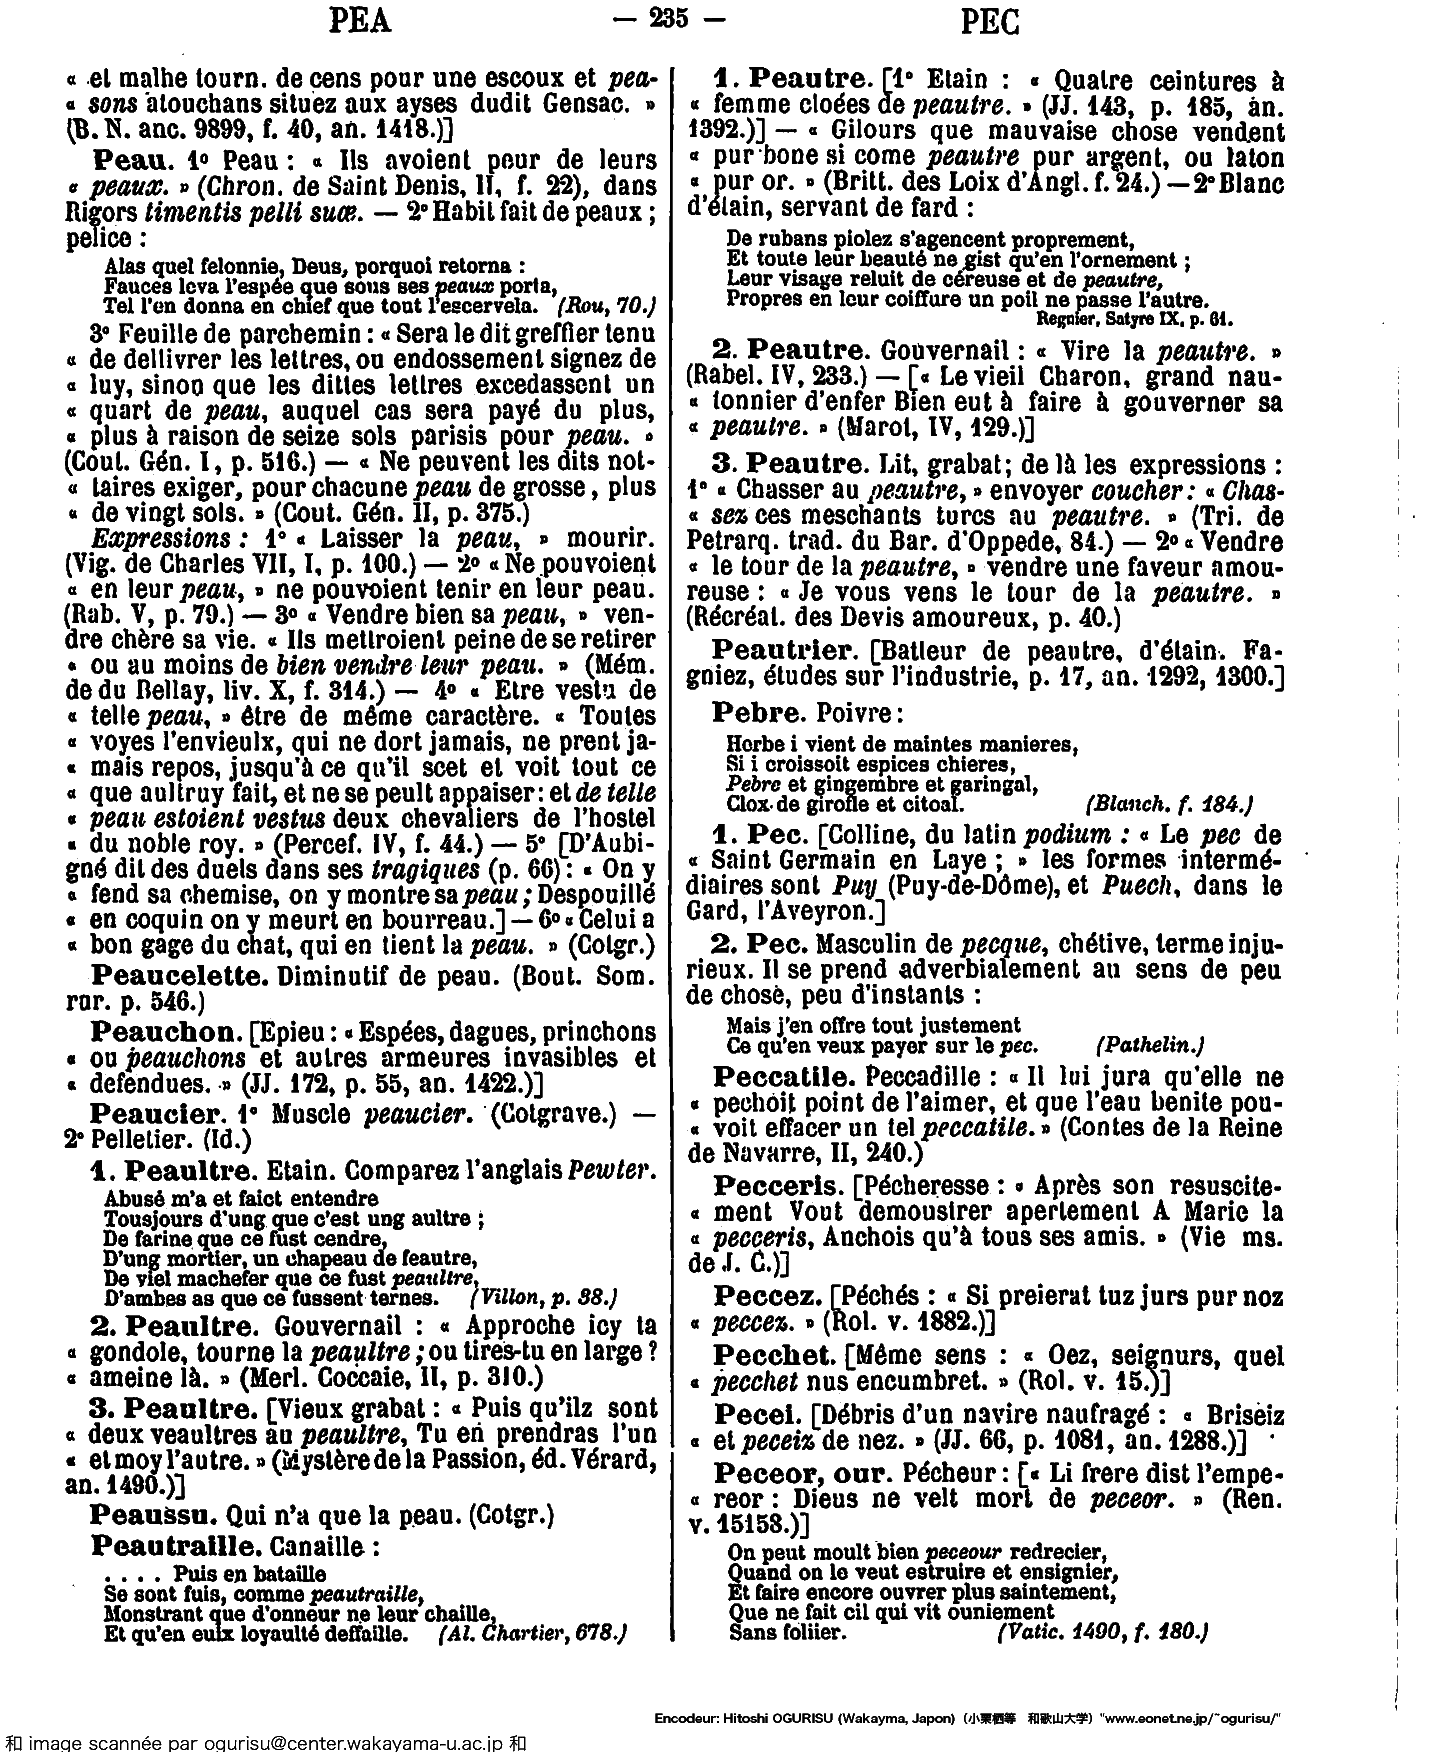 PEA
— 235 —
PEC
« et malhe tourn. de cens pour une escoux et pea-
« sons atouchans situez aux ayses dudit Gensac. »
(B. N. anc. 9899, f. 40, an. 1418.)]
Peau. 1º Peau : « Ils avoient peur de leurs
« peaux. » (Chron. de Saint Denis, II, f. 22), dans
Rigors timentis pelli suæ. — 2º Habit fait de peaux ;
pelice :
Alas quel felonnie, Deus, porquoi retorna :
Fauces leva l'espée que sous ses peaux porta,
Tel l'en donna en chief que tout l'escervela. (Rou, 70.)
3º Feuille de parchemin : « Sera le dit greffier tenu
« de dellivrer les lettres, ou endossement signez de
« luy, sinon que les dittes lettres excedassent un
« quart de peau, auquel cas sera payé du plus,
« plus à raison de seize sols parisis pour peau. »
(Cout. Gén. I, p. 516.) — « Ne peuvent les dits not-
« taires exiger, pour chacune peau de grosse, plus
« de vingt sols. » (Cout. Gén. II, p. 375.)
Expressions : 1º « Laisser la peau, » mourir.
(Vig. de Charles VII, I, p. 100.) — 2º « Ne pouvoient
« en leur peau, » ne pouvoient tenir en leur peau.
(Rab. V, p. 79.) — 3º « Vendre bien sa peau, » ven-
dre chère sa vie. « Ils mettroient peine de se retirer
« ou au moins de bien vendre leur peau. » (Mém.
de du Bellay, liv. X, f. 314.) — 4º « Etre vestu de
« telle peau, » être de même caractère. « Toutes
« voyes l'envieulx, qui ne dort jamais, ne prent ja-
« mais repos, jusqu'à ce qu'il scet et voit tout ce
« que aultruy fait, et ne se peult appaiser : et de telle
« peau estoient vestus deux chevaliers de l'hostel
« du noble roy. » (Percef. IV, f. 44.) — 5º [D'Aubi-
gné dit des duels dans ses tragiques (p. 66) : « On y
« fend sa chemise, on y montre sa peau ; Despouillé
« en coquin on y meurt en bourreau.] — 6º « Celui a
« bon gage du chat, qui en tient la peau. » (Cotgr.)
Peaucelette. Diminutif de peau. (Bout. Som.
rur. p. 546.)
Peauchon. [Epieu : « Espées, dagues, princhons
« ou peauchons et autres armeures invasibles et
« defendues. » (JJ. 172, p. 55, an. 1422.)]
Peaucier. 1º Muscle peaucier. (Cotgrave.) —
2º Pelletier. (Id.)
1. Peaultre. Etain. Comparez l'anglais Pewter.
Abusé m'a et faict entendre
Tousjours d'ung que c'est ung aultre ;
De farine que ce fust cendre,
D'ung mortier, un chapeau de feautre,
De viel machefer que ce fust peaultre,
D'ambes as que ce fussent ternes. (Villon, p. 38.)
2. Peaultre. Gouvernail : « Approche icy ta
« gondole, tourne la peaultre ; ou tires-tu en large ?
« ameine là. » (Merl. Coccaie, II, p. 310.)
3. Peaultre. [Vieux grabat : « Puis qu'ilz sont
« deux veaultres au peaultre, Tu en prendras l'un
« et moy l'autre. » (Mystère de la Passion, éd. Vérard,
an. 1490.)]
Peaussu. Qui n'a que la peau. (Cotgr.)
Peautraille. Canaille :
. . . . Puis en bataille
Se sont fuis, comme peautraille,
Monstrant que d'onneur ne leur chaille,
Et qu'en eulx loyaulté deffaille. (Al. Chartier, 678.)
1. Peautre. [1º Etain : « Quatre ceintures à
« femme cloées de peautre. » (JJ. 143, p. 185, an.
1392.)] — « Gilours que mauvaise chose vendent
« pur bone si come peautre pur argent, ou laton
« pur or. » (Britt. des Loix d'Angl. f. 24.) — 2º Blanc
d'étain, servant de fard :
De rubans piolez s'agencent proprement,
Et toute leur beauté ne gist qu'en l'ornement ;
Leur visage reluit de céreuse et de peautre,
Propres en leur coiffure un poil ne passe l'autre.
Regnier, Satyre IX, p. 61.
2. Peautre. Gouvernail : « Vire la peautre. »
(Rabel. IV, 233.) — [« Le vieil Charon, grand nau-
« tonnier d'enfer Bien eut à faire à gouverner sa
« peautre. » (Marot, IV, 129.)]
3. Peautre. Lit, grabat ; de là les expressions :
1º « Chasser au peautre, » envoyer coucher : « Chas-
« sez ces meschants turcs au peautre. » (Tri. de
Petrarq. trad. du Bar. d'Oppede, 84.) — 2º « Vendre
« le tour de la peautre, » vendre une faveur amou-
reuse : « Je vous vens le tour de la peautre. »
(Récréat. des Devis amoureux, p. 40.)
Peautrier. [Batteur de peautre, d'étain. Fa-
gniez, études sur l'industrie, p. 17, an. 1292, 1300.]
Pebre. Poivre :
Herbe i vient de maintes manieres,
Si i croissoit espices chieres,
Pebre et gingembre et garingal,
Clox de girofle et citoal. (Blanch. f. 184.)
1. Pec. [Colline, du latin podium : « Le pec de
« Saint Germain en Laye ; » les formes intermé-
diaires sont Puy (Puy-de-Dôme), et Puech, dans le
Gard, l'Aveyron.]
2. Pec. Masculin de pecque, chétive, terme inju-
rieux. Il se prend adverbialement au sens de peu
de chose, peu d'instants :
Mais j'en offre tout justement
Ce qu'en veux payer sur le pec. (Pathelin.)
Peccatile. Peccadille : « Il lui jura qu'elle ne
« pechoit point de l'aimer, et que l'eau benite pou-
« voit effacer un tel peccatile. » (Contes de la Reine
de Navarre, II, 240.)
Pecceris. [Pécheresse : « Après son resuscite-
« ment Vout demoustrer apertement A Marie la
« pecceris, Anchois qu'à tous ses amis. » (Vie ms.
de J. C.)]
Peccez. [Péchés : « Si preierat tuz jurs pur noz
« peccez. » (Rol. v. 1882.)]
Pecchet. [Même sens : « Oez, seignurs, quel
« pecchet nus encumbret. » (Rol. v. 15.)]
Pecei. [Débris d'un navire naufragé : « Briseiz
« et peceiz de nez. » (JJ. 66, p. 1081, an. 1288.)]
Peceor, our. Pécheur : [« Li frere dist l'empe-
« reor : Dieus ne velt mort de peceor. » (Ren.
v. 15158.)]
On peut moult bien peceour redrecier,
Quand on le veut estruire et ensignier,
Et faire encore ouvrer plus saintement,
Que ne fait cil qui vit ouniement
Sans foliier. (Vatic. 1490, f. 180.)
Encodeur: Hitoshi OGURISU (Wakayma, Japon) (小栗栖等 和歌山大学) "www.eonet.ne.jp/~ogurisu/"
和 image scannée par ogurisu@center.wakayama-u.ac.jp 和